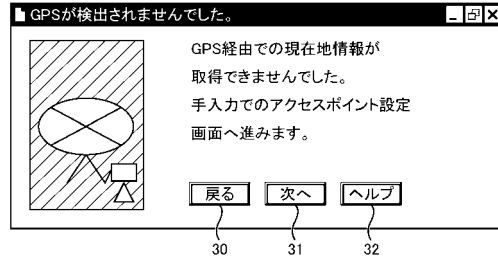 GPSが検出されませんでした。
GPS経由での現在地情報が
取得できませんでした。
手入力でのアクセスポイント設定
画面へ進みます。
戻る 次へ ヘルプ
30 31 32